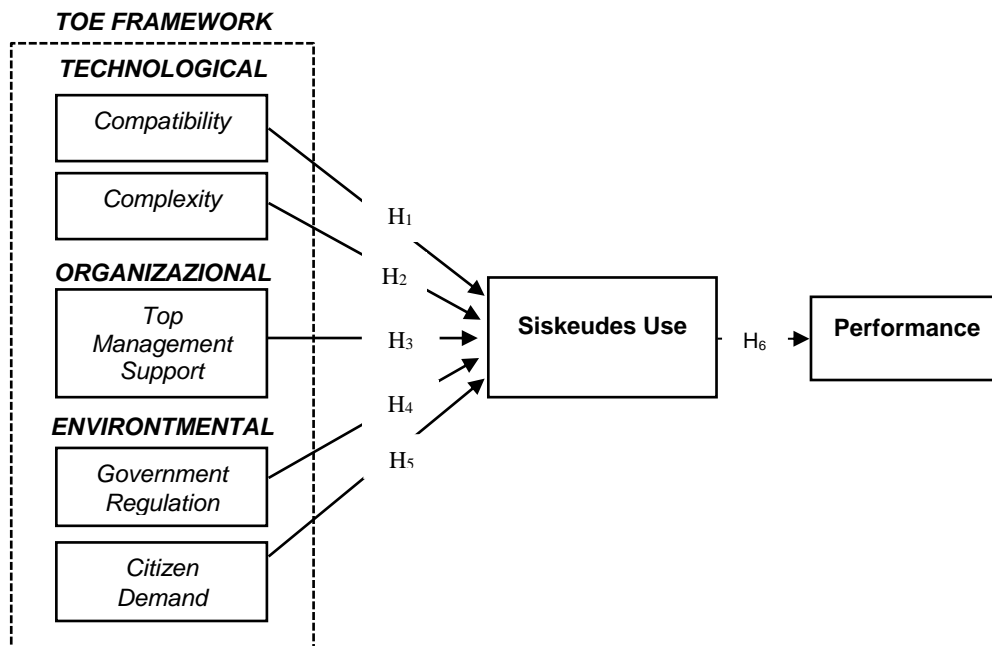 TOE FRAMEWORK
TECHNOLOGICAL
Compatibility
Complexity
ORGANIZAZIONAL
Top
Management
Support
ENVIRONTMENTAL
Government
Regulation
Citizen
Demand
H1
H2
H3
H4
H5
Siskeudes Use
H6
Performance